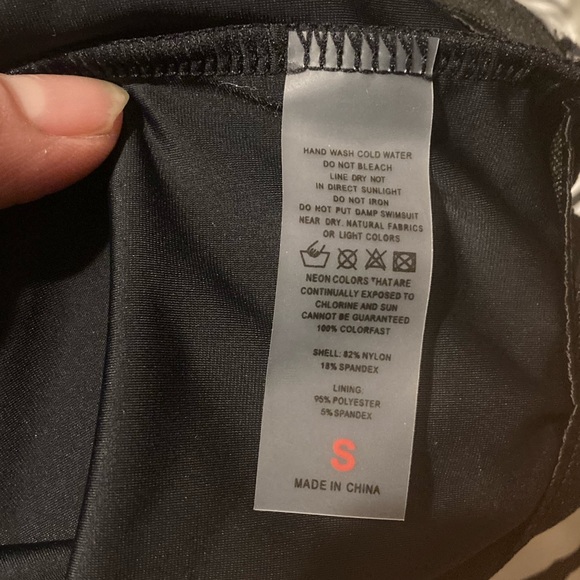 HAND WASH COLD WATER
DO NOT BLEACH
LINE DRY NOT
IN DIRECT SUNLIGHT
DO NOT IRON
DO HOT PUT DAMP SWIMSUIT
NEAR DRY. NATURAL FABRICS
OR LIGHT COLORS
NEON COLORS THAT ARE
CONTINUALLY EXPOSED TO
CHLORINE AND SUN
CANNOT BE GUARANTEED
100% COLORFAST
SHELL: 82% NYLON
18% SPANDEX
LINING:
95% POLYESTER
5% SPANDEX
S
MADE IN CHINA